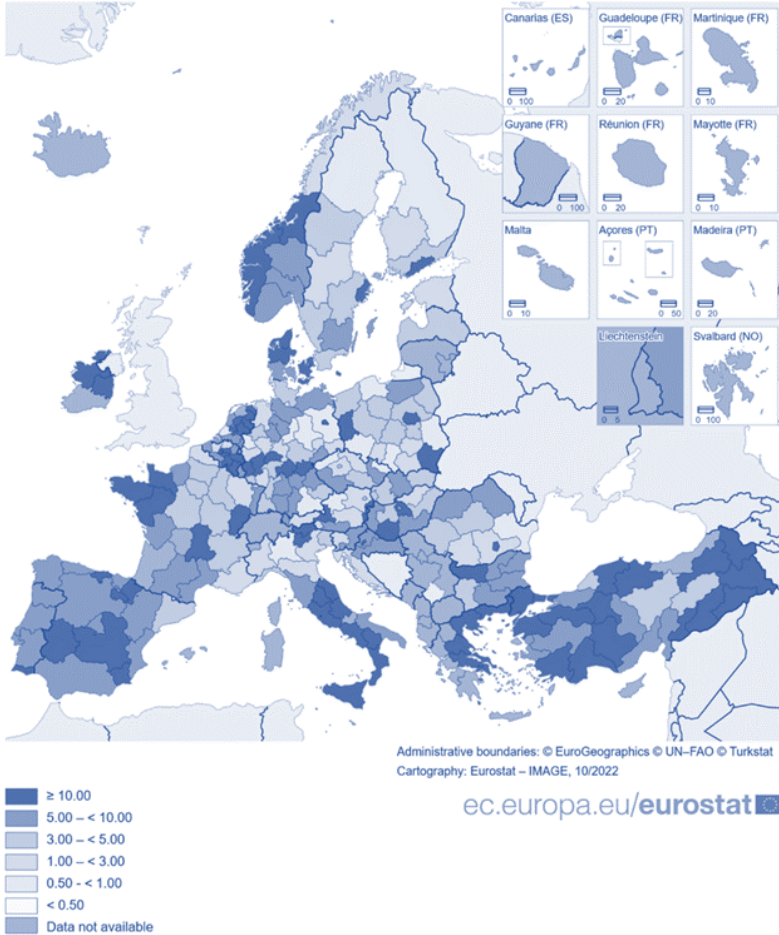 Canarias (ES)
0 100
Guadeloupe (FR)
0 20
Martinique (FR)
0 10
Guyane (FR)
0 100
Réunion (FR)
0 20
Mayotte (FR)
0 10
Malta
0 10
Açores (PT)
0 50
Madeira (PT)
0 20
Liechtenstein
0 5
Svalbard (NO)
0 100
Administrative boundaries: © EuroGeographics © UN–FAO © Turkstat
Cartography: Eurostat – IMAGE, 10/2022
ec.europa.eu/eurostat
≥ 10.00
5.00 – < 10.00
3.00 – < 5.00
1.00 – < 3.00
0.50 - < 1.00
< 0.50
Data not available